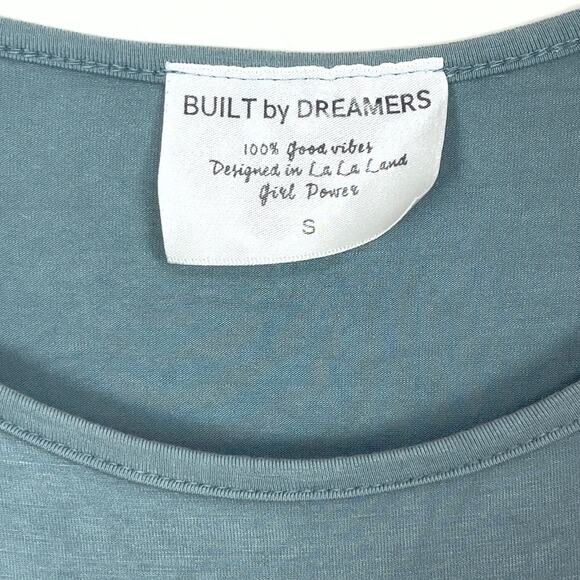 BUILT by DREAMERS
100% good vibes
Designed in La La Land
Girl Power
S